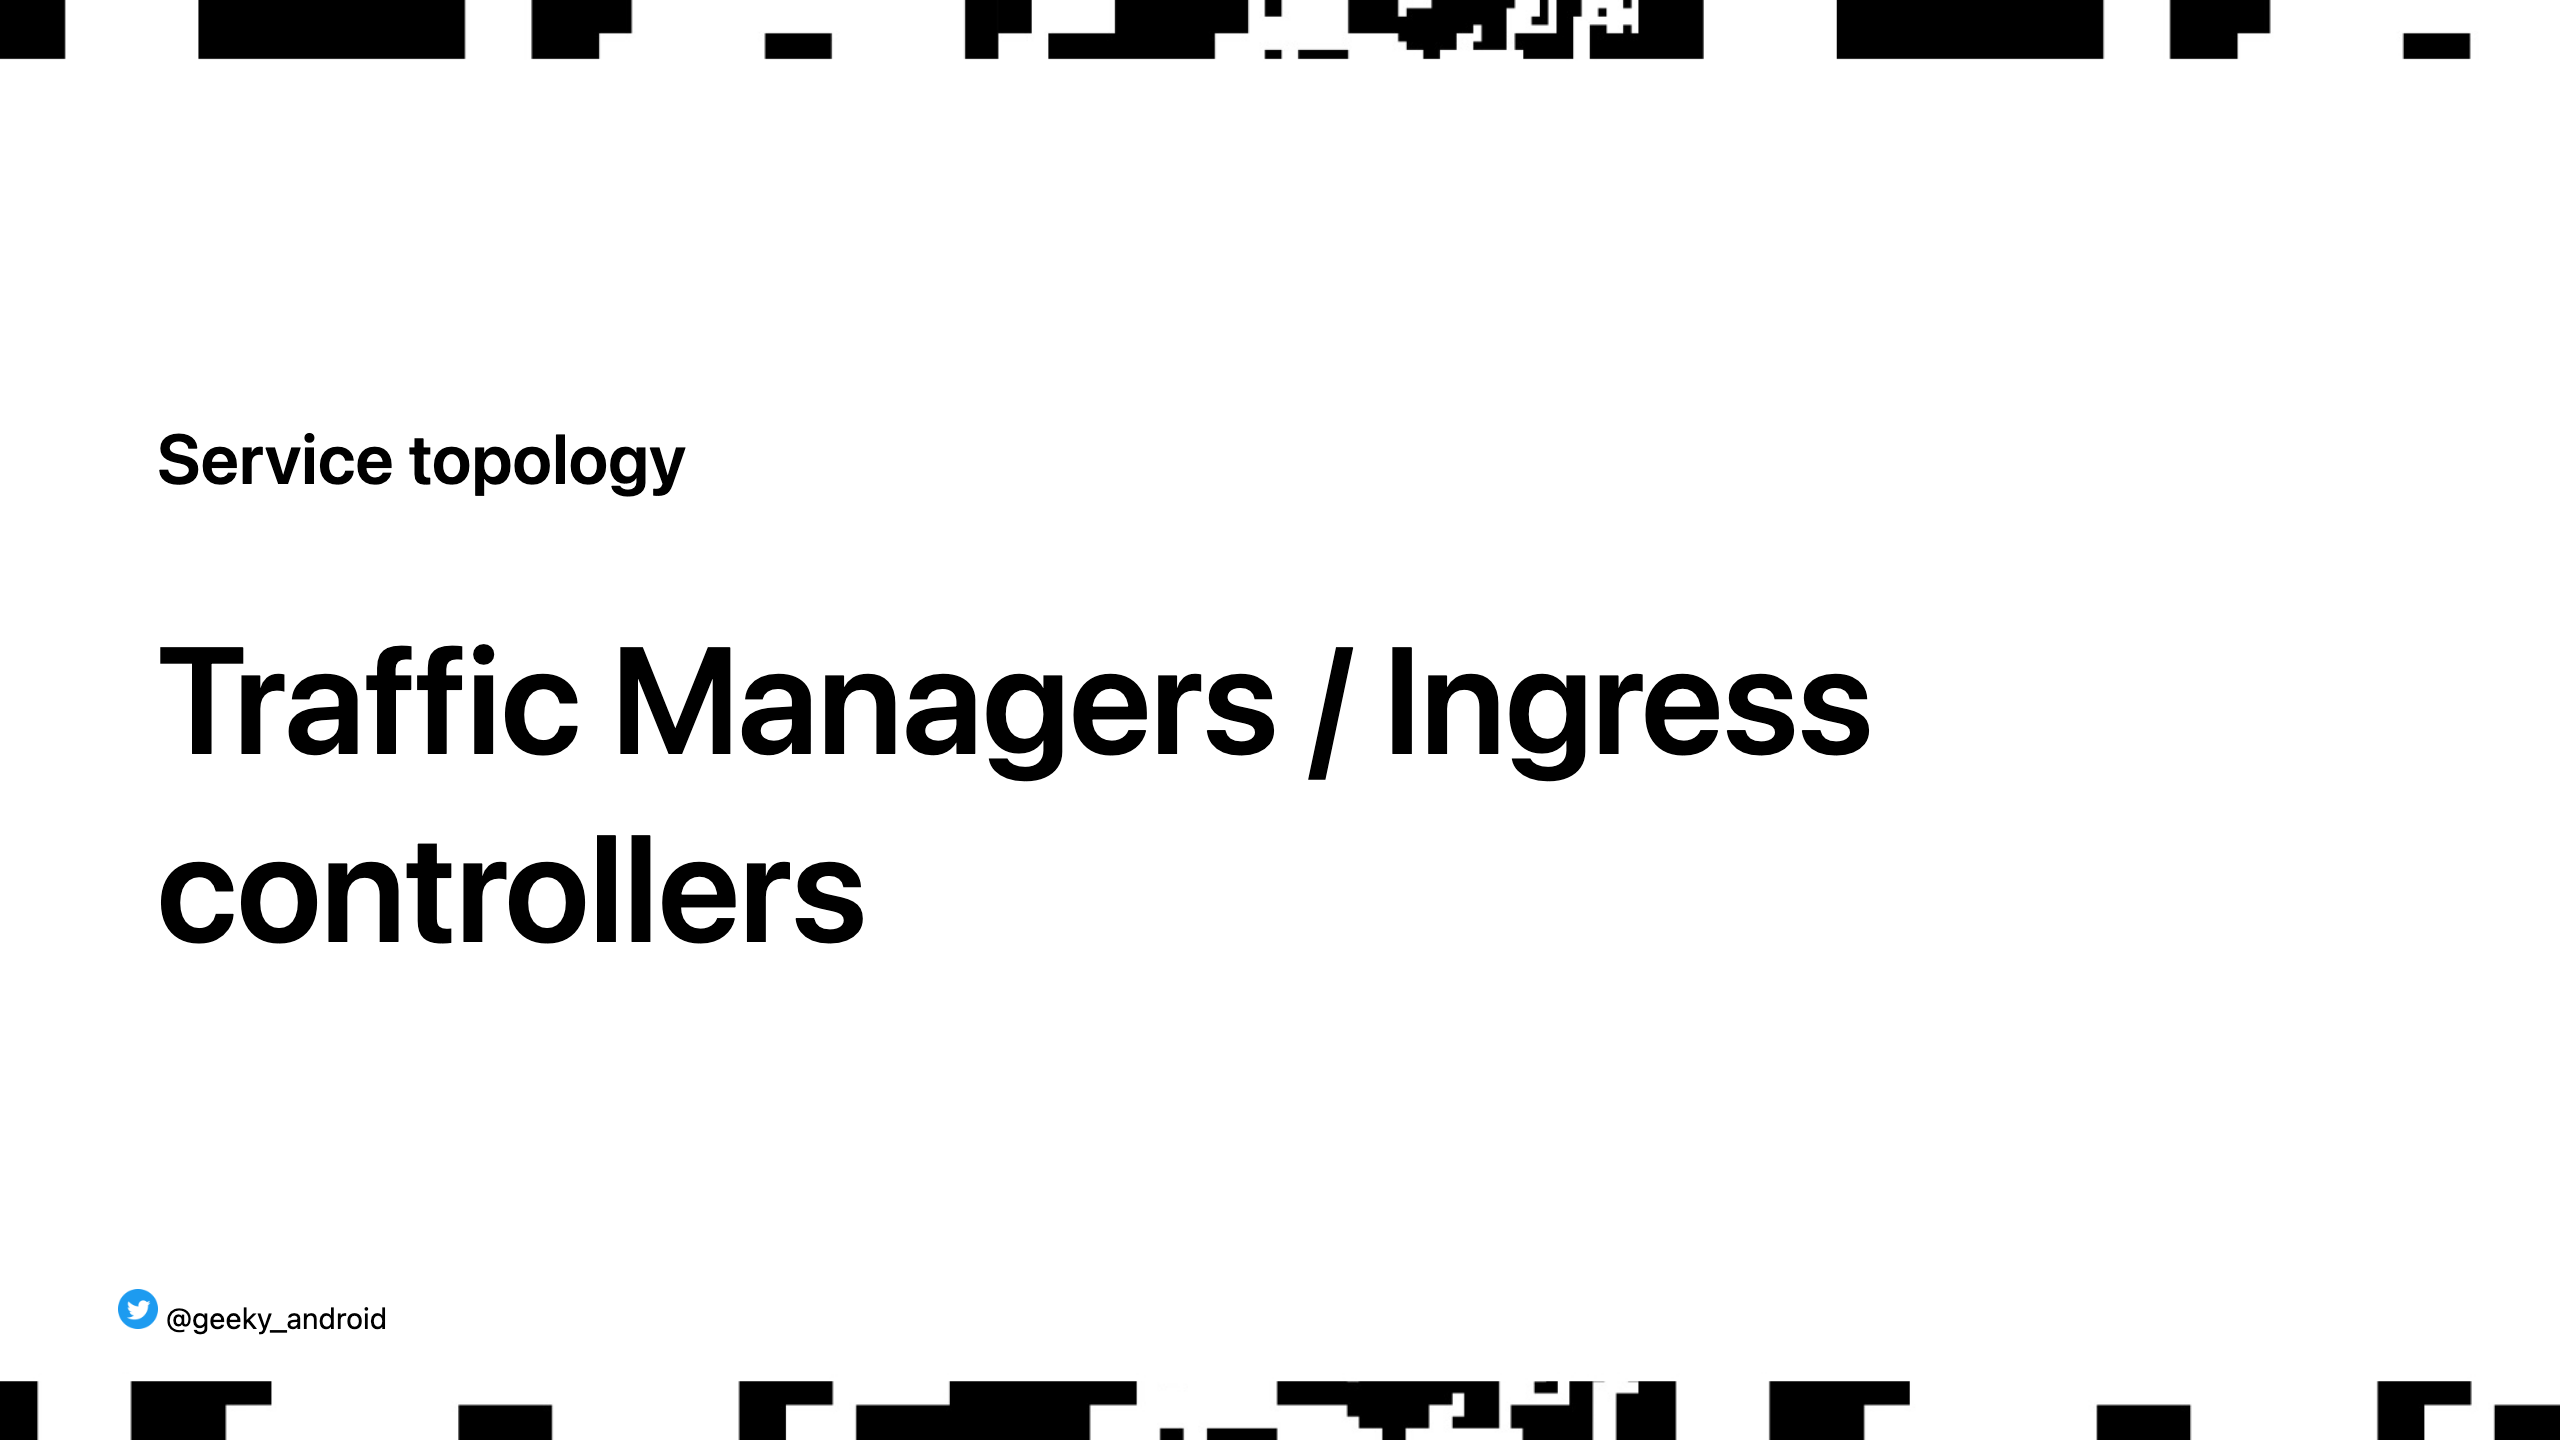 Service topology
Traffic Managers / Ingress
controllers
@geeky_android